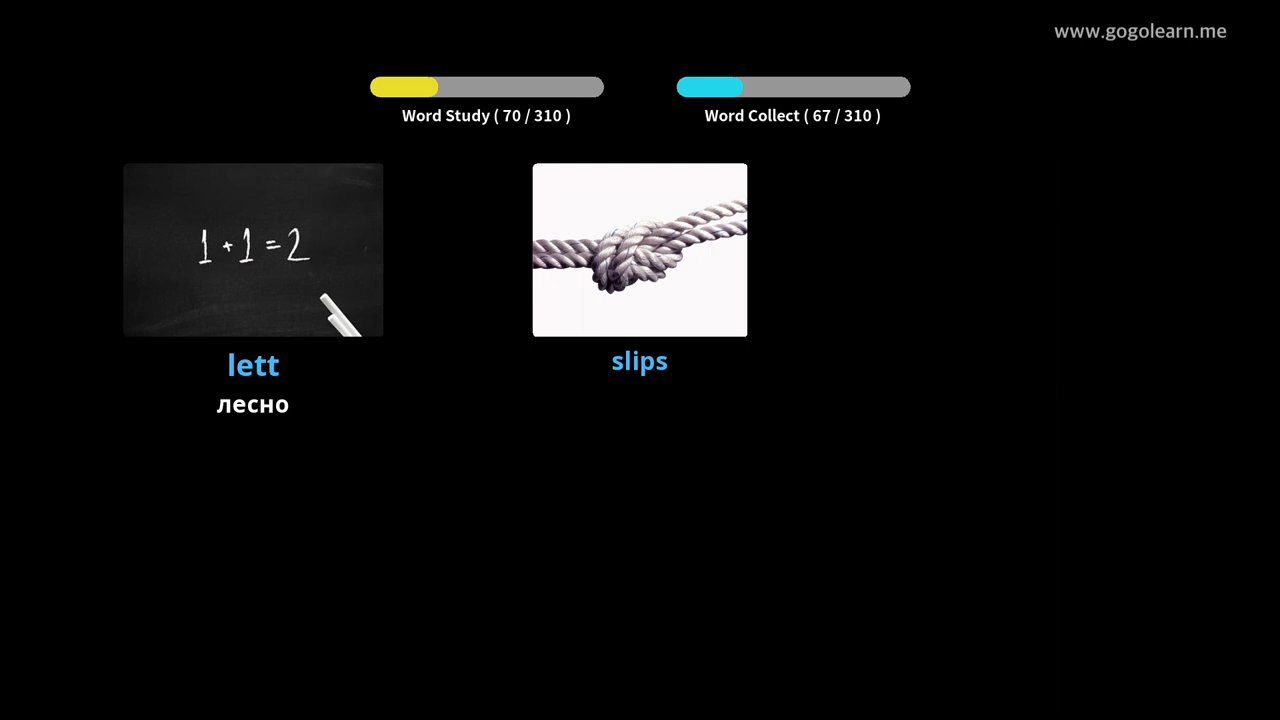 www.gogolearn.me
Word Study ( 70 / 310 )
Word Collect ( 67 / 310 )
1 + 1 = 2
lett
лесно
slips